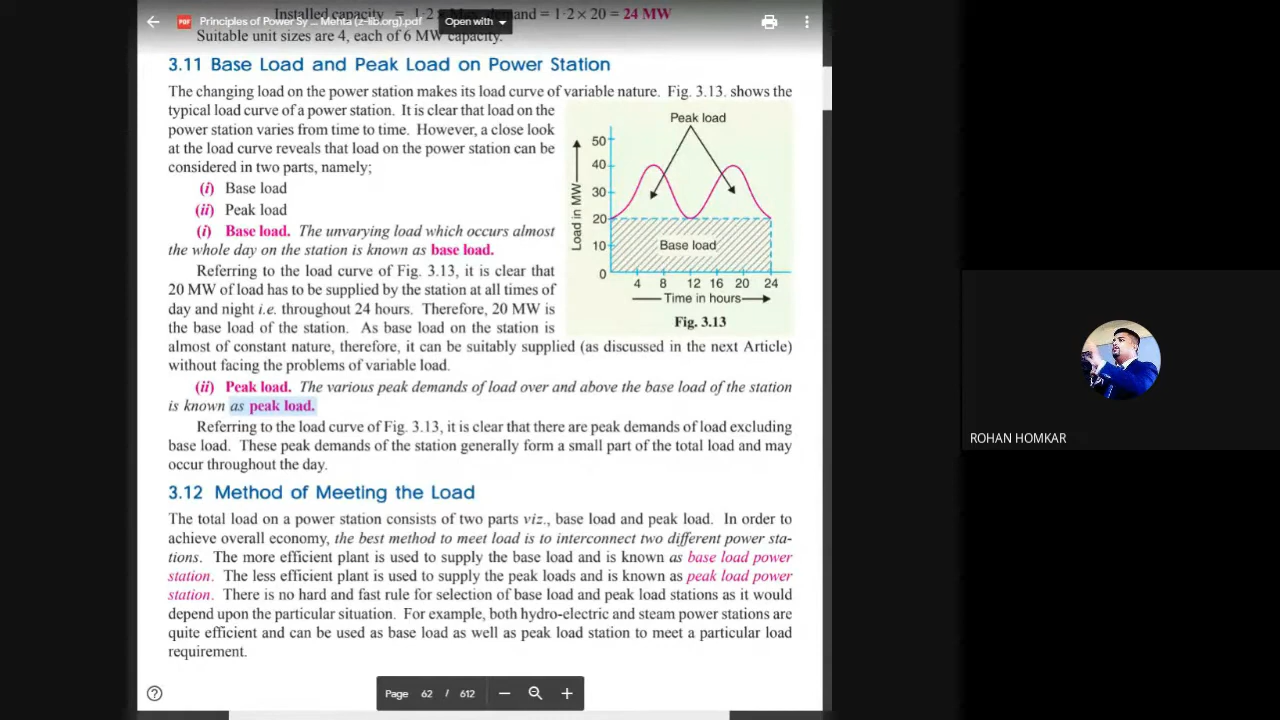 Installed capacity = 1·2 × Max. demand = 1·2 × 20 = 24 MW
Principles of Power Sy ... Mehta (z-lib.org).pdf
Open with
Suitable unit sizes are 4, each of 6 MW capacity.
3.11 Base Load and Peak Load on Power Station
The changing load on the power station makes its load curve of variable nature. Fig. 3.13. shows the
typical load curve of a power station. It is clear that load on the
power station varies from time to time. However, a close look
at the load curve reveals that load on the power station can be
considered in two parts, namely;
(i) Base load
(ii) Peak load
(i) Base load. The unvarying load which occurs almost
the whole day on the station is known as base load.
Referring to the load curve of Fig. 3.13, it is clear that
20 MW of load has to be supplied by the station at all times of
day and night i.e. throughout 24 hours. Therefore, 20 MW is
the base load of the station. As base load on the station is
almost of constant nature, therefore, it can be suitably supplied (as discussed in the next Article)
without facing the problems of variable load.
Peak load
50
40
30
20
10
0
Load in MW
Base load
4 8 12 16 20 24
Time in hours
Fig. 3.13
(ii) Peak load. The various peak demands of load over and above the base load of the station
is known as peak load.
Referring to the load curve of Fig. 3.13, it is clear that there are peak demands of load excluding
base load. These peak demands of the station generally form a small part of the total load and may
occur throughout the day.
3.12 Method of Meeting the Load
The total load on a power station consists of two parts viz., base load and peak load. In order to
achieve overall economy, the best method to meet load is to interconnect two different power sta-
tions. The more efficient plant is used to supply the base load and is known as base load power
station. The less efficient plant is used to supply the peak loads and is known as peak load power
station. There is no hard and fast rule for selection of base load and peak load stations as it would
depend upon the particular situation. For example, both hydro-electric and steam power stations are
quite efficient and can be used as base load as well as peak load station to meet a particular load
requirement.
Page 62 / 612
ROHAN HOMKAR